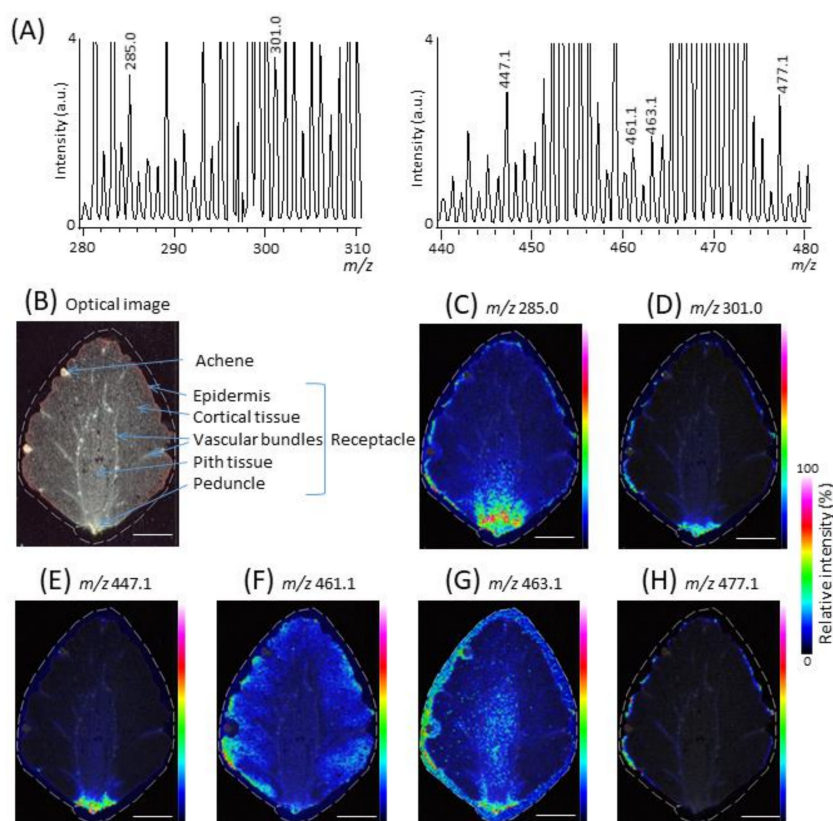 (A)
4
Intensity (a.u.)
0
285.0
301.0
280
290
300
310
m/z
4
Intensity (a.u.)
0
447.1
461.1
463.1
477.1
440
450
460
470
480
m/z
(B) Optical image
Achene
Epidermis
Cortical tissue
Vascular bundles
Receptacle
Pith tissue
Peduncle
(C) m/z 285.0
(D) m/z 301.0
100
Relative intensity (%)
0
(E) m/z 447.1
(F) m/z 461.1
(G) m/z 463.1
(H) m/z 477.1